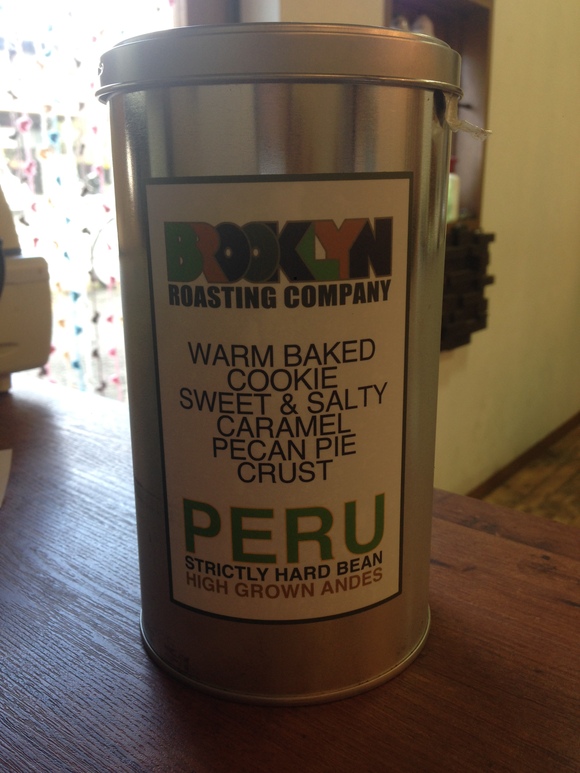 BROOKLYN
ROASTING COMPANY
WARM BAKED
COOKIE
SWEET & SALTY
CARAMEL
PECAN PIE
CRUST
PERU
STRICTLY HARD BEAN
HIGH GROWN ANDES